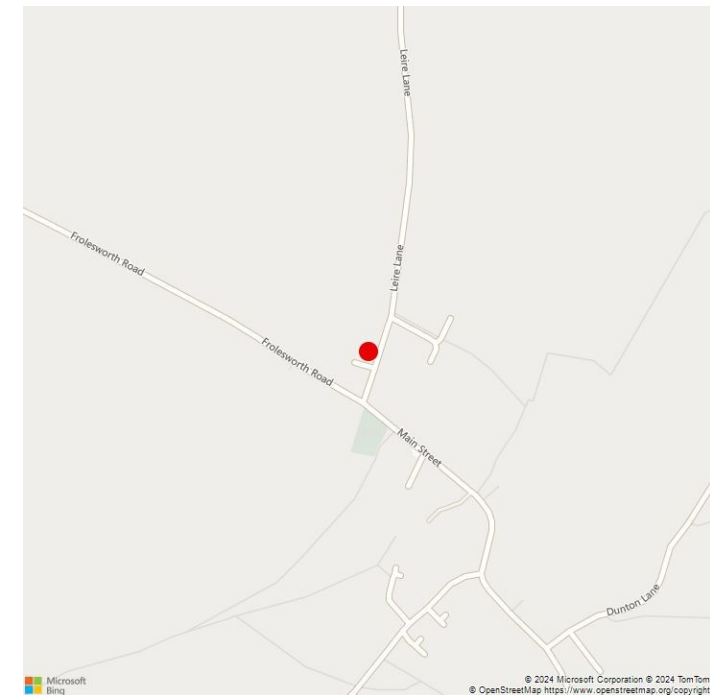 Leire Lane
Leire Lane
Frolesworth Road
Frolesworth Road
Main Street
Dunton Lane
Microsoft
Bing
© 2024 Microsoft Corporation © 2024 TomTom
© OpenStreetMap https://www.openstreetmap.org/copyright